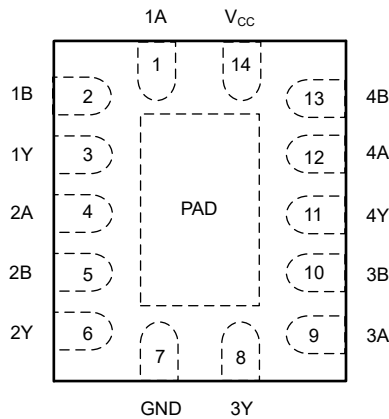 1A VCC
1 14
1B 2 13 4B
1Y 3 12 4A
2A 4 PAD 11 4Y
2B 5 10 3B
2Y 6 9 3A
7 8
GND 3Y